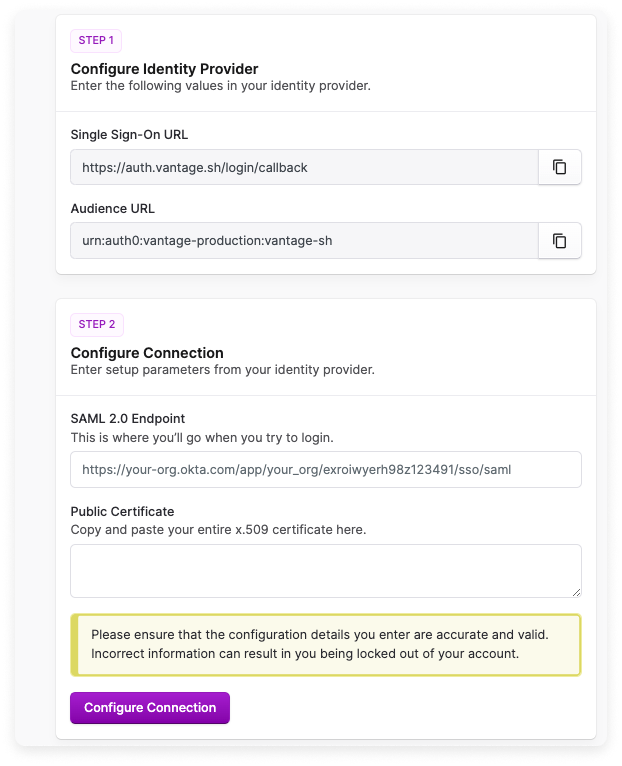 STEP 1
Configure Identity Provider
Enter the following values in your identity provider.
Single Sign-On URL
https://auth.vantage.sh/login/callback
Audience URL
urn:auth0:vantage-production:vantage-sh
STEP 2
Configure Connection
Enter setup parameters from your identity provider.
SAML 2.0 Endpoint
This is where you’ll go when you try to login.
https://your-org.okta.com/app/your_org/exroiwyerh98z123491/sso/saml
Public Certificate
Copy and paste your entire x.509 certificate here.
Please ensure that the configuration details you enter are accurate and valid.
Incorrect information can result in you being locked out of your account.
Configure Connection